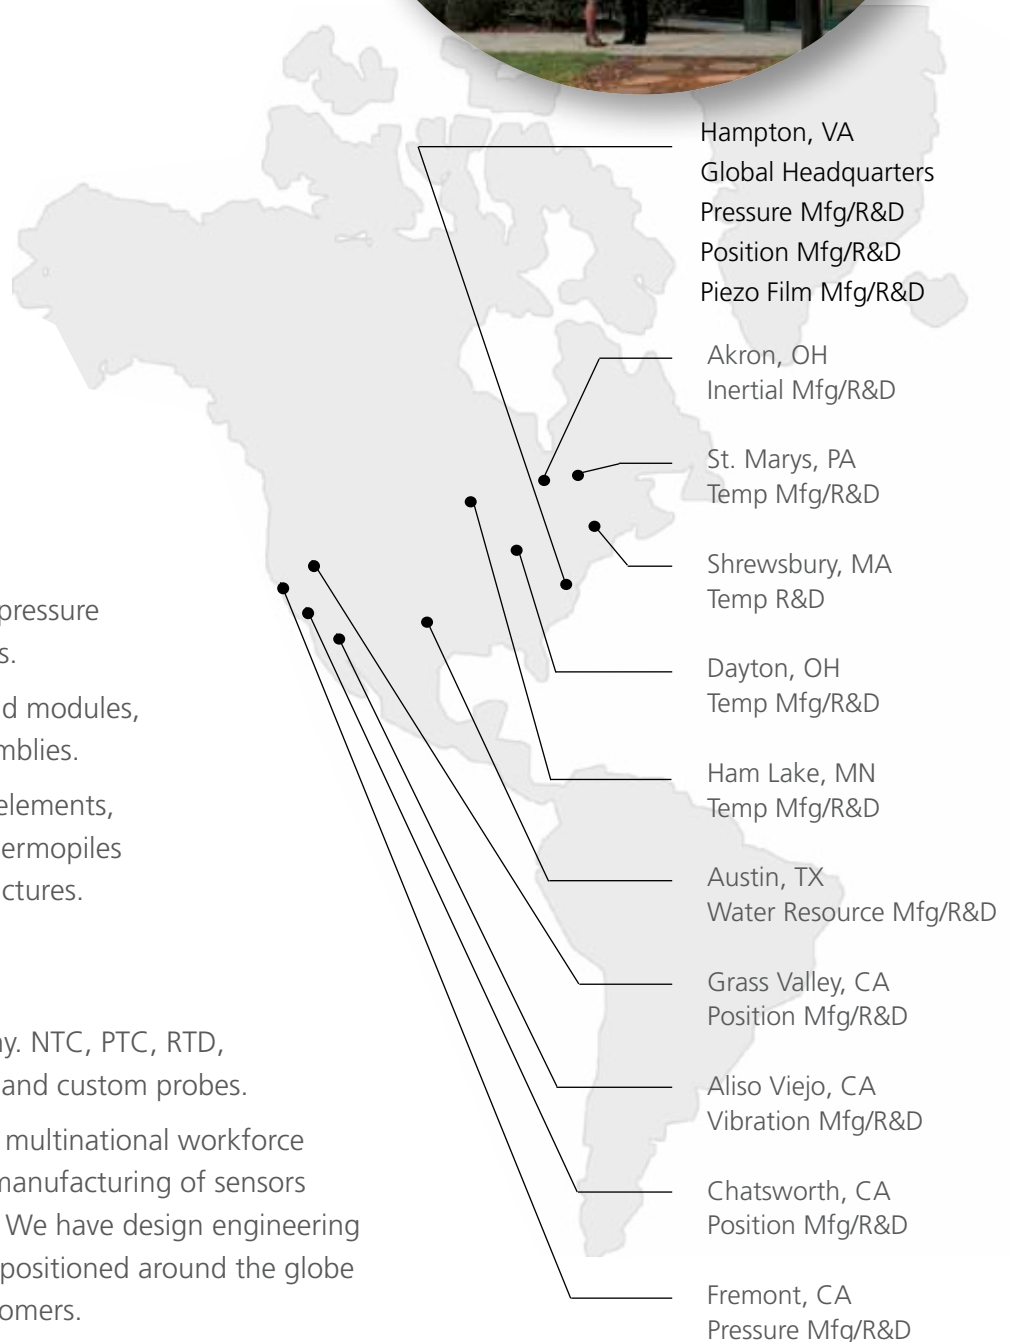 Hampton, VA
Global Headquarters
Pressure Mfg/R&D
Position Mfg/R&D
Piezo Film Mfg/R&D
Akron, OH
Inertial Mfg/R&D
St. Marys, PA
Temp Mfg/R&D
Shrewsbury, MA
Temp R&D
Dayton, OH
Temp Mfg/R&D
Ham Lake, MN
Temp Mfg/R&D
Austin, TX
Water Resource Mfg/R&D
Grass Valley, CA
Position Mfg/R&D
Aliso Viejo, CA
Vibration Mfg/R&D
Chatsworth, CA
Position Mfg/R&D
Fremont, CA
Pressure Mfg/R&D
pressure
s.
d modules,
mblies.
elements,
ermopiles
ctures.
ny. NTC, PTC, RTD,
and custom probes.
multinational workforce
manufacturing of sensors
We have design engineering
positioned around the globe
omers.